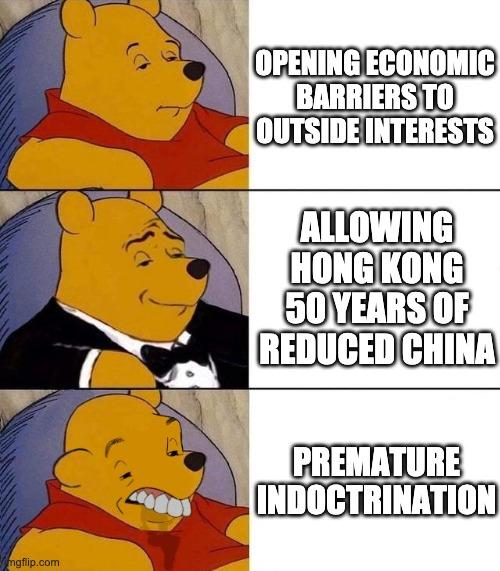 OPENING ECONOMIC
BARRIERS TO
OUTSIDE INTERESTS
ALLOWING
HONG KONG
50 YEARS OF
REDUCED CHINA
PREMATURE
INDOCTRINATION
imgflip.com